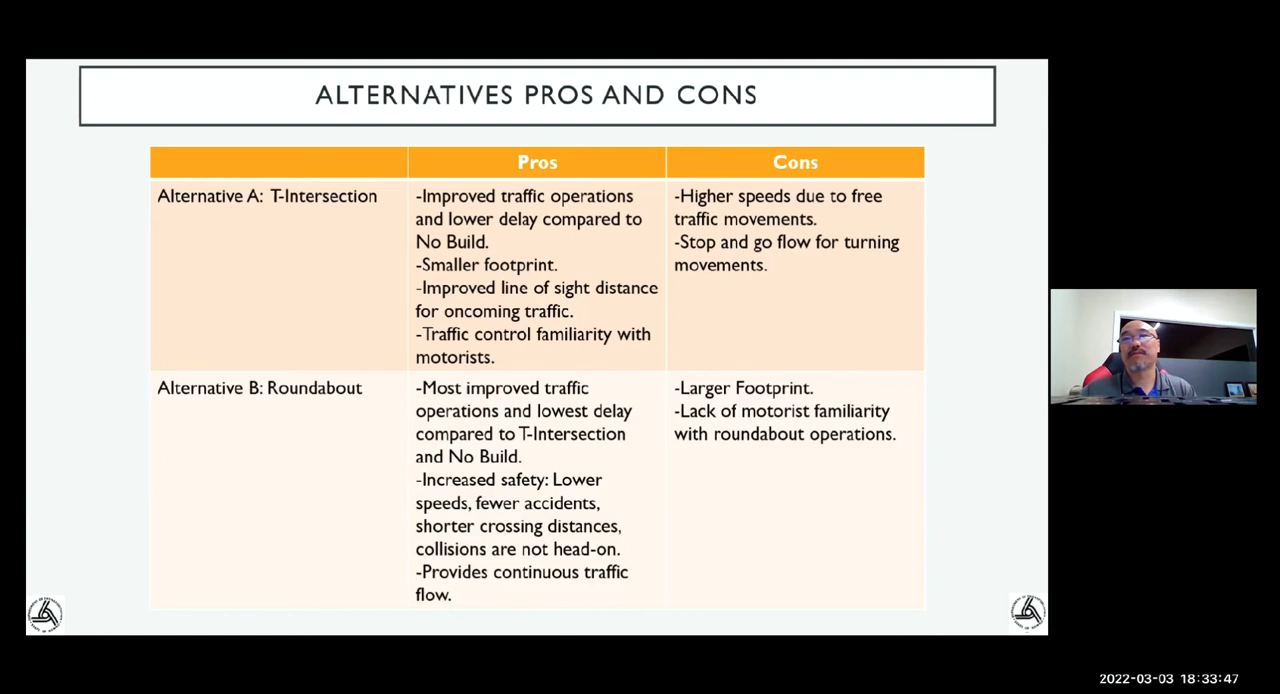 ALTERNATIVES PROS AND CONS
Pros
Cons
Alternative A: T-Intersection
-Improved traffic operations
and lower delay compared to
No Build.
-Smaller footprint.
-Improved line of sight distance
for oncoming traffic.
-Traffic control familiarity with
motorists.
-Higher speeds due to free
traffic movements.
-Stop and go flow for turning
movements.
Alternative B: Roundabout
-Most improved traffic
operations and lowest delay
compared to T-Intersection
and No Build.
-Increased safety: Lower
speeds, fewer accidents,
shorter crossing distances,
collisions are not head-on.
-Provides continuous traffic
flow.
-Larger Footprint.
-Lack of motorist familiarity
with roundabout operations.
2022-03-03 18:33:47